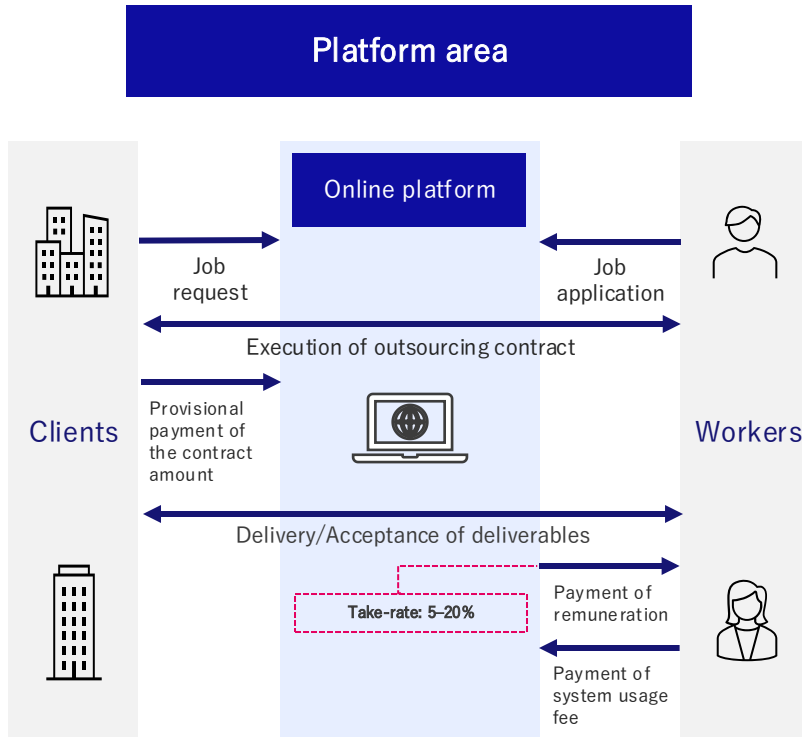 Platform area
Online platform
Job
request
Job
application
Execution of outsourcing contract
Provisional
payment of
the contract
amount
Clients
Workers
Delivery/Acceptance of deliverables
Take-rate: 5–20%
Payment of
remuneration
Payment of
system usage
fee